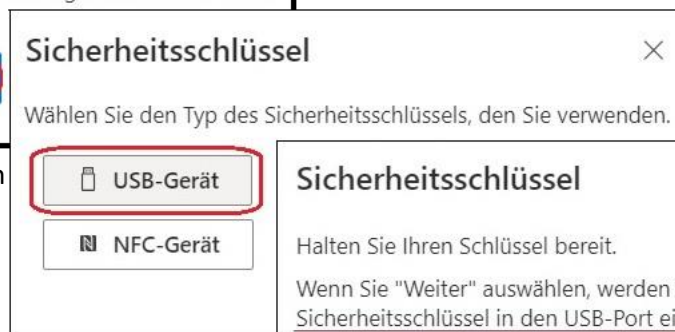 Sicherheitsschlüssel
Wählen Sie den Typ des Sicherheitsschlüssels, den Sie verwenden.
USB-Gerät
NFC-Gerät
Sicherheitsschlüssel
Halten Sie Ihren Schlüssel bereit.
Wenn Sie "Weiter" auswählen, werden
Sicherheitsschlüssel in den USB-Port